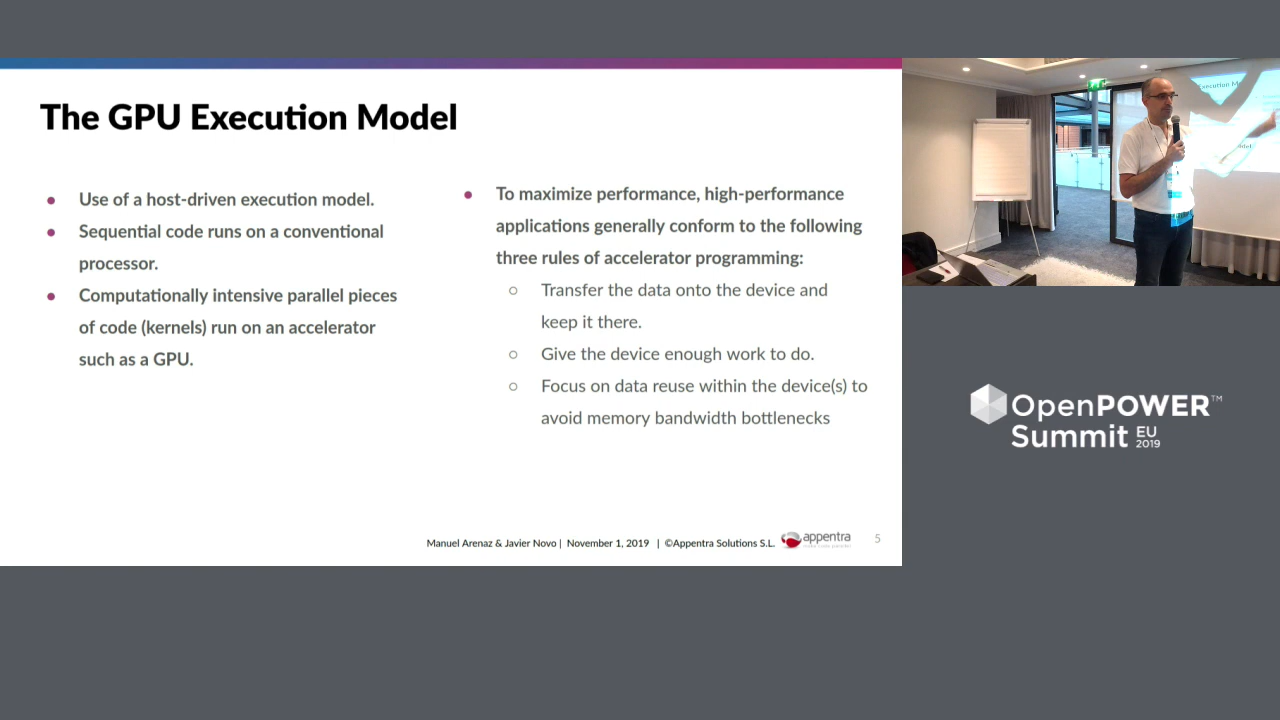 The GPU Execution Model
Use of a host-driven execution model.
Sequential code runs on a conventional
processor.
Computationally intensive parallel pieces
of code (kernels) run on an accelerator
such as a GPU.
To maximize performance, high-performance
applications generally conform to the following
three rules of accelerator programming:
Transfer the data onto the device and
keep it there.
Give the device enough work to do.
Focus on data reuse within the device(s) to
avoid memory bandwidth bottlenecks
Manuel Arenaz & Javier Novo | November 1, 2019 | ©Appentra Solutions S.L.
appentra
5
Execution M
OpenPOWER™
Summit EU
2019